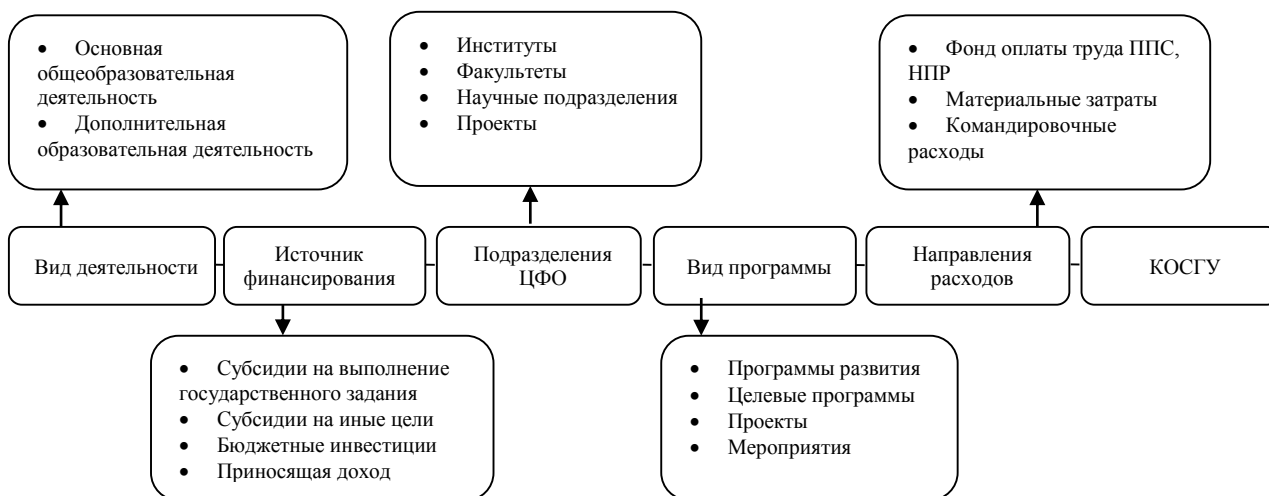 • Основная
общеобразовательная
деятельность
• Дополнительная
образовательная деятельность
• Институты
• Факультеты
• Научные подразделения
• Проекты
• Фонд оплаты труда ППС,
НПР
• Материальные затраты
• Командировочные
расходы
Вид деятельности
Источник
финансирования
Подразделения
ЦФО
Вид программы
Направления
расходов
КОСГУ
• Субсидии на выполнение
государственного задания
• Субсидии на иные цели
• Бюджетные инвестиции
• Приносящая доход
• Программы развития
• Целевые программы
• Проекты
• Мероприятия